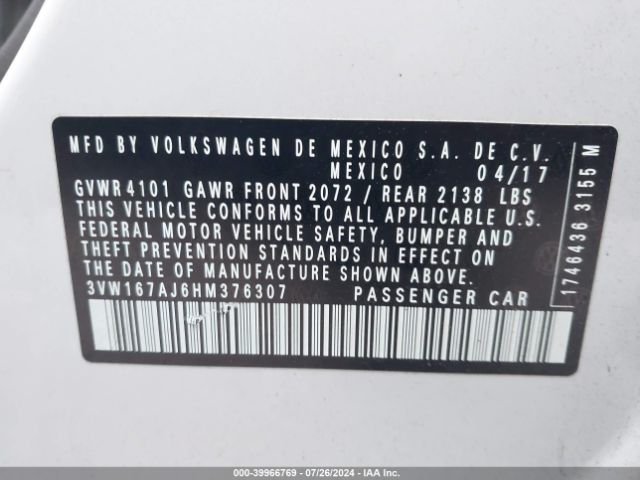 MFD BY VOLKSWAGEN DE MEXICO S.A. DE C.V.
MEXICO 04/17
GVWR 4101 GAWR FRONT 2072 / REAR 2138 LBS
THIS VEHICLE CONFORMS TO ALL APPLICABLE U.S.
FEDERAL MOTOR VEHICLE SAFETY, BUMPER AND
THEFT PREVENTION STANDARDS IN EFFECT ON
THE DATE OF MANUFACTURE SHOWN ABOVE.
3VW167AJ6HM376307 PASSENGER CAR
1746436 3155 M
000-39966769 | 07/26/2024 | IAA Inc.